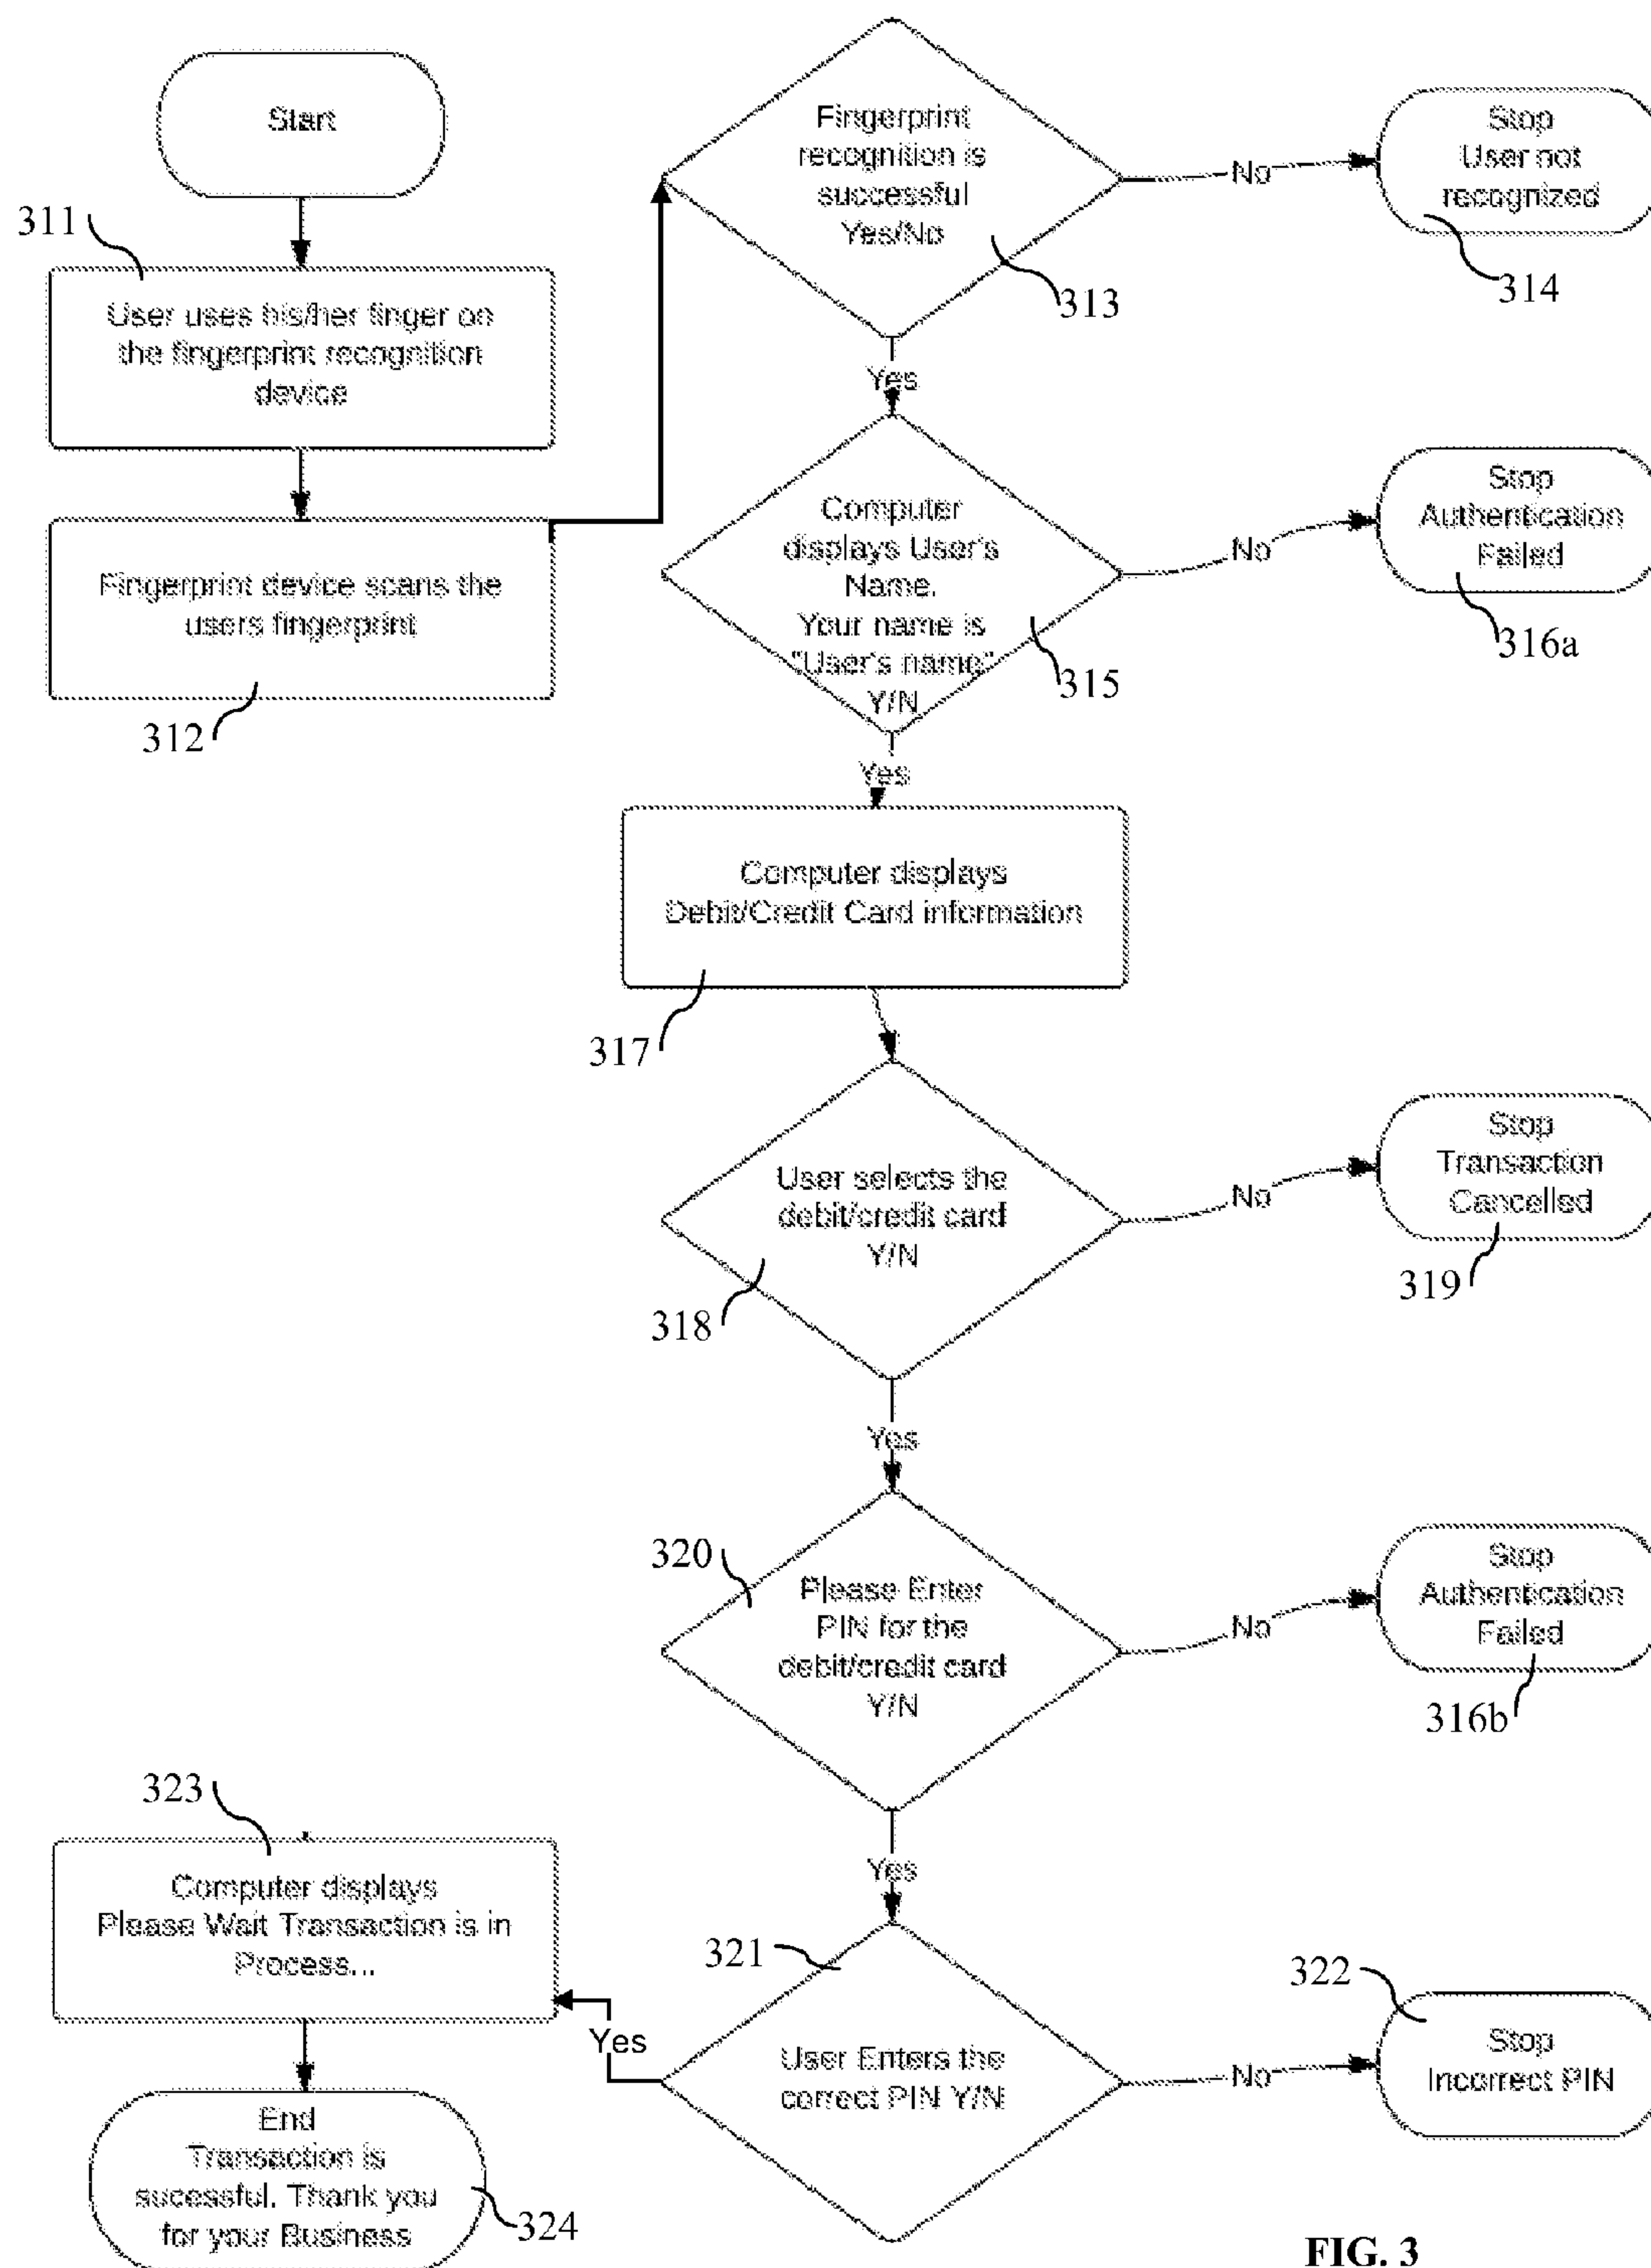 Start
311
User uses his/her finger on
the fingerprint recognition
device
Fingerprint device scans the
users fingerprint
312
Fingerprint
recognition is
successful
Yes/No
313
No
Stop
User not
recognized
314
Yes
Computer
displays User's
Name.
Your name is
"User's name"
Y/N
315
No
Stop
Authentication
Failed
316a
Yes
Computer displays
Debit/Credit Card information
317
User selects the
debit/credit card
Y/N
318
No
Stop
Transaction
Cancelled
319
Yes
320
Please Enter
PIN for the
debit/credit card
Y/N
No
Stop
Authentication
Failed
316b
Yes
321
User Enters the
correct PIN Y/N
No
322
Stop
Incorrect PIN
Yes
323
Computer displays
Please Wait Transaction is in
Process...
End
Transaction is
sucessful. Thank you
for your Business
324
FIG. 3